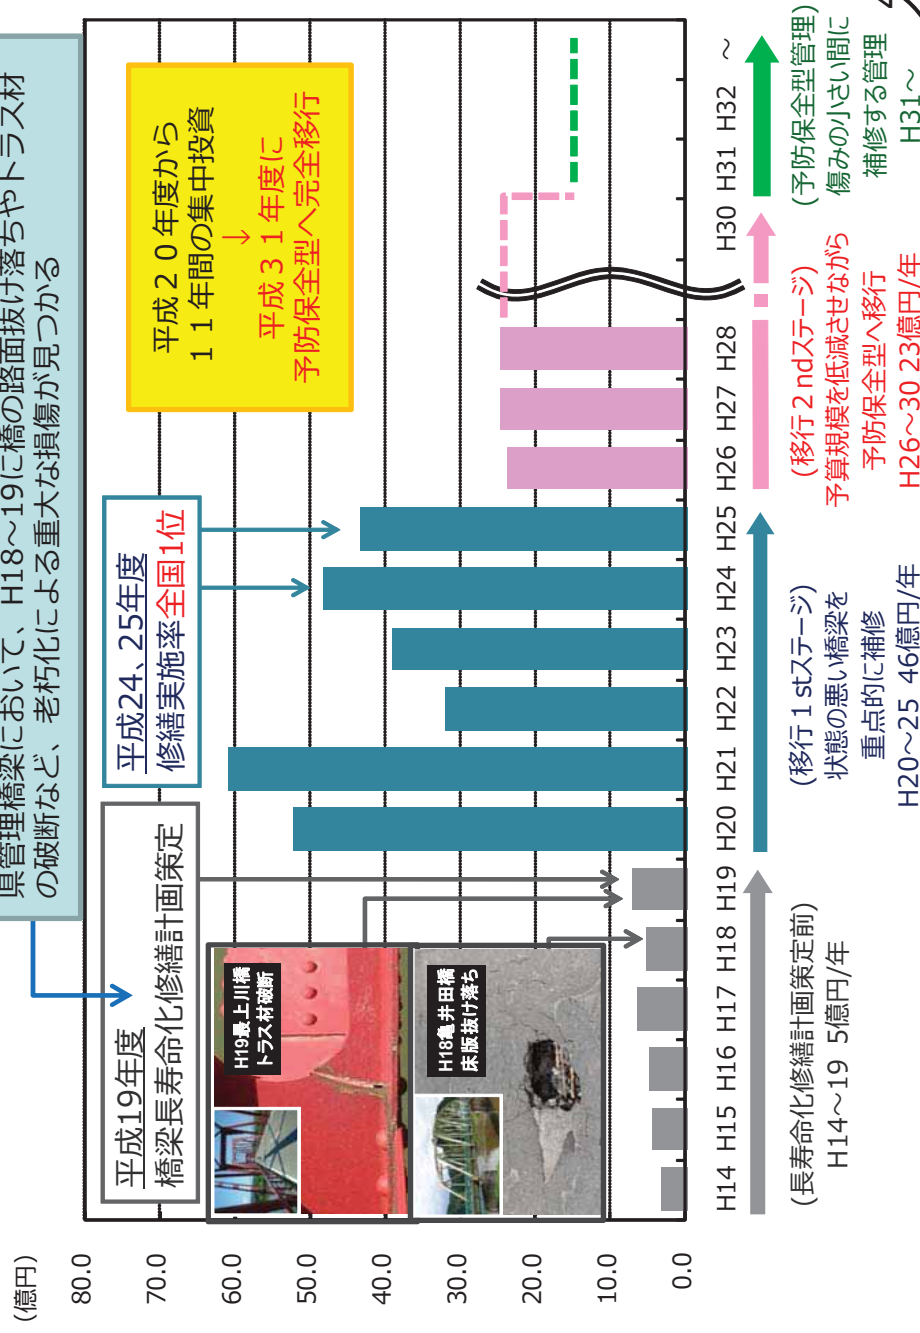 県管理橋梁において、H18～19に橋の路面抜け落ちやトラス材
の破断など、老朽化による重大な損傷が見つかる
平成19年度
橋梁長寿命化修繕計画策定
平成24、25年度
修繕実施率全国1位
平成２０年度から
１１年間の集中投資
↓
平成３１年度に
予防保全型へ完全移行
H19最上川橋
トラス材破断
H18亀井田橋
床版抜け落ち
(億円)
80.0
70.0
60.0
50.0
40.0
30.0
20.0
10.0
0.0
H14 H15 H16 H17 H18 H19 H20 H21 H22 H23 H24 H25 H26 H27 H28 H30 H31 H32 ～
(長寿命化修繕計画策定前)
H14～19 5億円/年
(移行１stステージ)
状態の悪い橋梁を
重点的に補修
H20～25 46億円/年
(移行２ndステージ)
予算規模を低減させながら
予防保全型へ移行
H26～30 23億円/年
(予防保全型管理)
傷みの小さい間に
補修する管理
H31～